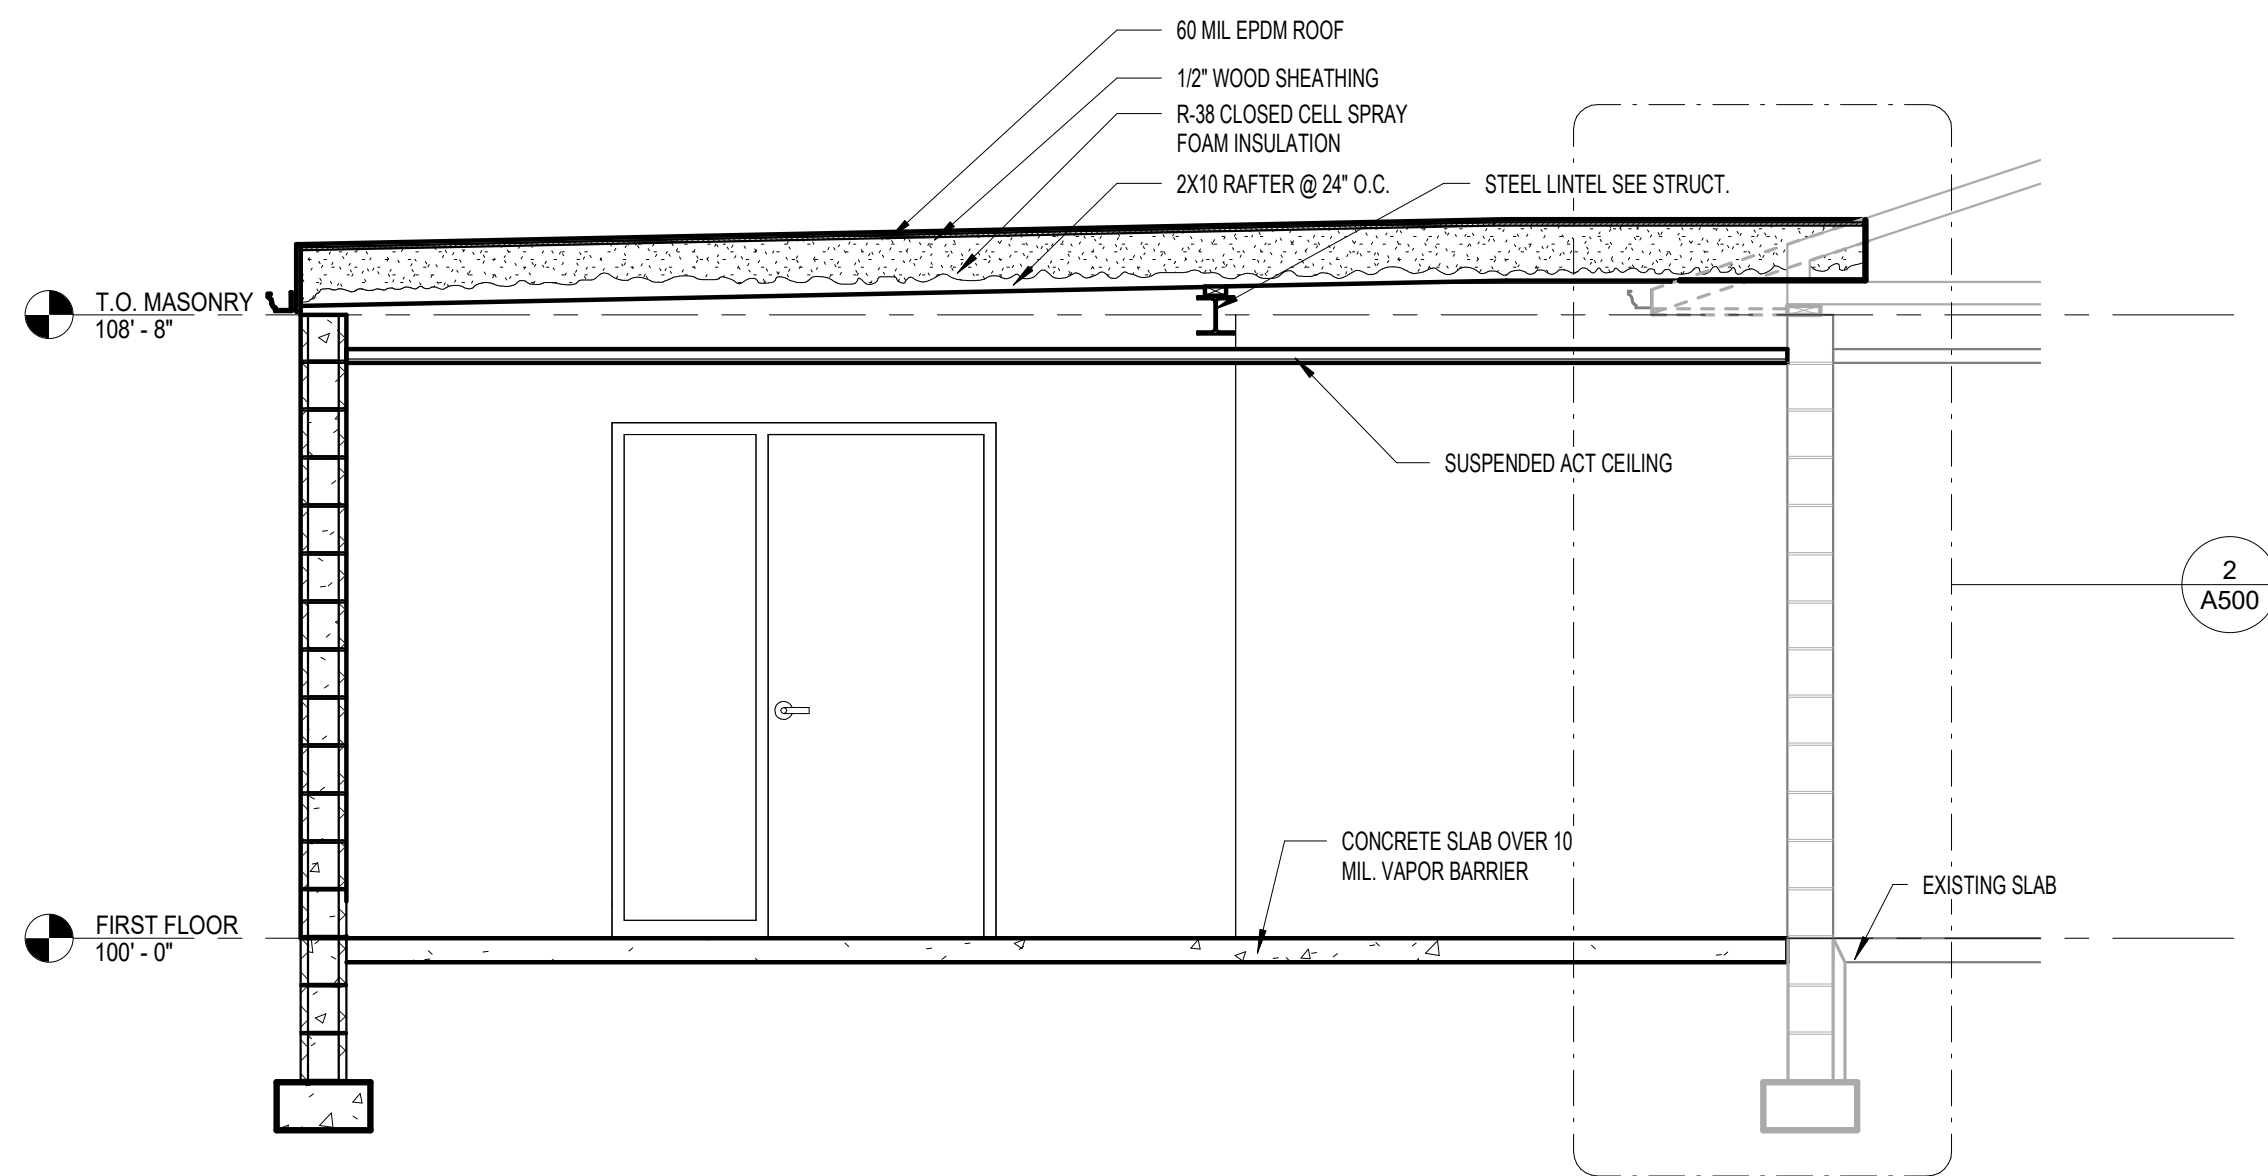 60 MIL EPDM ROOF
1/2" WOOD SHEATHING
R-38 CLOSED CELL SPRAY
FOAM INSULATION
2X10 RAFTER @ 24" O.C.
STEEL LINTEL SEE STRUCT.
T.O. MASONRY
108' - 8"
SUSPENDED ACT CEILING
2
A500
CONCRETE SLAB OVER 10
MIL. VAPOR BARRIER
EXISTING SLAB
FIRST FLOOR
100' - 0"